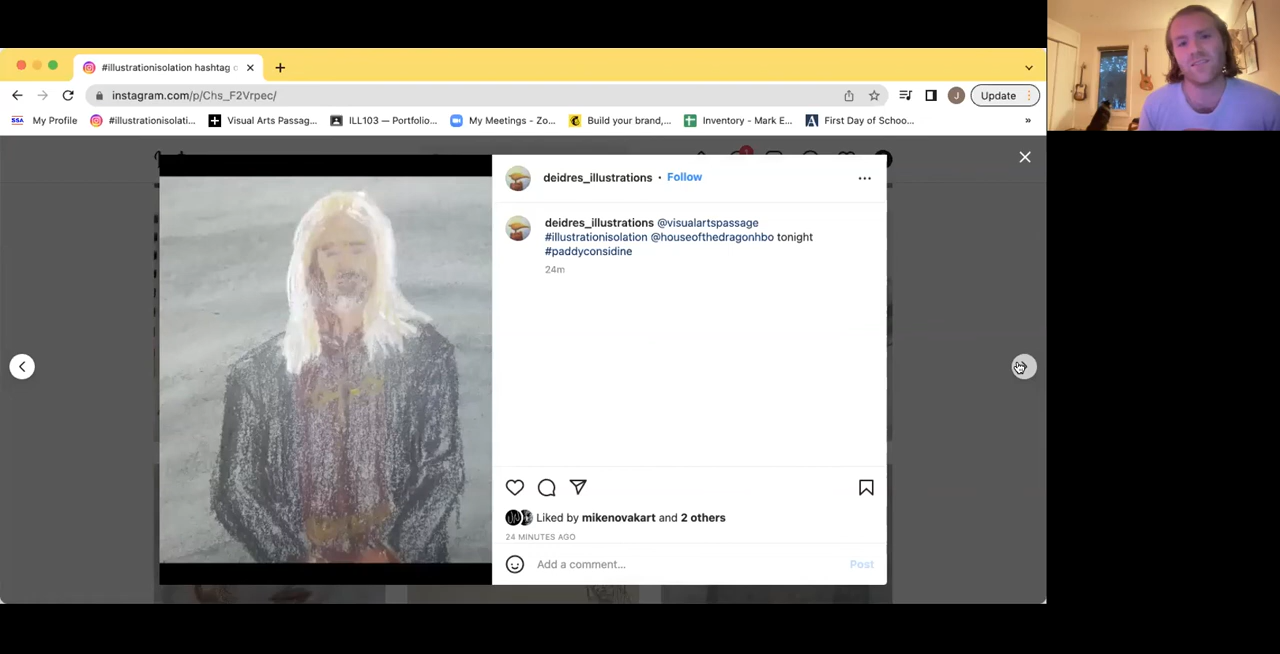 #illustrationisolation hashtag
instagram.com/p/Chs_F2Vrpec/
J
Update
SSA My Profile
#illustrationisolati...
Visual Arts Passag...
ILL103 — Portfolio...
My Meetings - Zo...
Build your brand,...
Inventory - Mark E...
First Day of Schoo...
»
deidres_illustrations • Follow
deidres_illustrations @visualartspassage
#illustrationisolation @houseofthedragonhbo tonight
#paddyconsidine
24m
Liked by mikenovakart and 2 others
24 MINUTES AGO
Add a comment...
Post